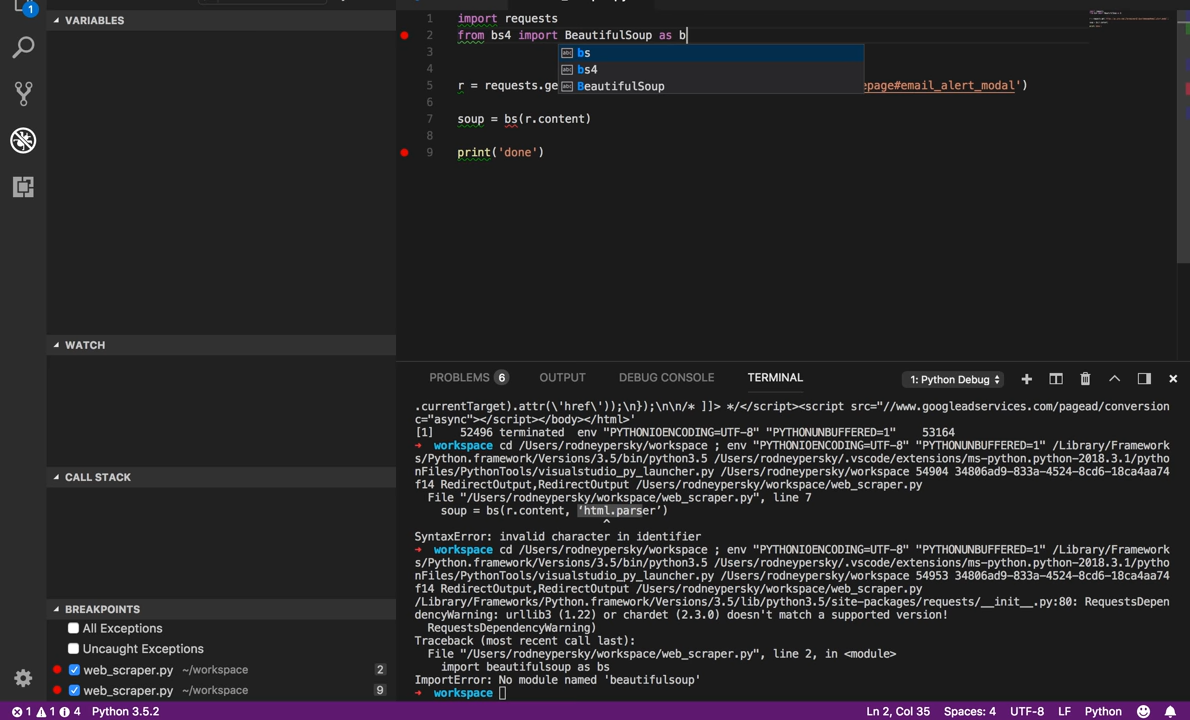 1
VARIABLES
WATCH
CALL STACK
BREAKPOINTS
All Exceptions
Uncaught Exceptions
web_scraper.py ~/workspace 2
web_scraper.py ~/workspace 9
1 import requests
2 from bs4 import BeautifulSoup as b
3 bs
4 bs4
5 r = requests.ge BeautifulSoup epage#email_alert_modal')
6
7 soup = bs(r.content)
8
9 print('done')
PROBLEMS 6 OUTPUT DEBUG CONSOLE TERMINAL 1: Python Debug
.currentTarget).attr(\'href\'));\n});\n\n/* ]]> */</script><script src="//www.googleadservices.com/pagead/conversion
c="async"></script></body></html>'
[1] 52496 terminated env "PYTHONIOENCODING=UTF-8" "PYTHONUNBUFFERED=1" 53164
→ workspace cd /Users/rodneypersky/workspace ; env "PYTHONIOENCODING=UTF-8" "PYTHONUNBUFFERED=1" /Library/Framework
s/Python.framework/Versions/3.5/bin/python3.5 /Users/rodneypersky/.vscode/extensions/ms-python.python-2018.3.1/pytho
nFiles/PythonTools/visualstudio_py_launcher.py /Users/rodneypersky/workspace 54904 34806ad9-833a-4524-8cd6-18ca4aa74
f14 RedirectOutput,RedirectOutput /Users/rodneypersky/workspace/web_scraper.py
File "/Users/rodneypersky/workspace/web_scraper.py", line 7
soup = bs(r.content, ‘html.parser’)
^
SyntaxError: invalid character in identifier
→ workspace cd /Users/rodneypersky/workspace ; env "PYTHONIOENCODING=UTF-8" "PYTHONUNBUFFERED=1" /Library/Framework
s/Python.framework/Versions/3.5/bin/python3.5 /Users/rodneypersky/.vscode/extensions/ms-python.python-2018.3.1/pytho
nFiles/PythonTools/visualstudio_py_launcher.py /Users/rodneypersky/workspace 54953 34806ad9-833a-4524-8cd6-18ca4aa74
f14 RedirectOutput,RedirectOutput /Users/rodneypersky/workspace/web_scraper.py
/Library/Frameworks/Python.framework/Versions/3.5/lib/python3.5/site-packages/requests/__init__.py:80: RequestsDepen
dencyWarning: urllib3 (1.22) or chardet (2.3.0) doesn't match a supported version!
RequestsDependencyWarning)
Traceback (most recent call last):
File "/Users/rodneypersky/workspace/web_scraper.py", line 2, in <module>
import beautifulsoup as bs
ImportError: No module named 'beautifulsoup'
→ workspace
1 1 4 Python 3.5.2 Ln 2, Col 35 Spaces: 4 UTF-8 LF Python